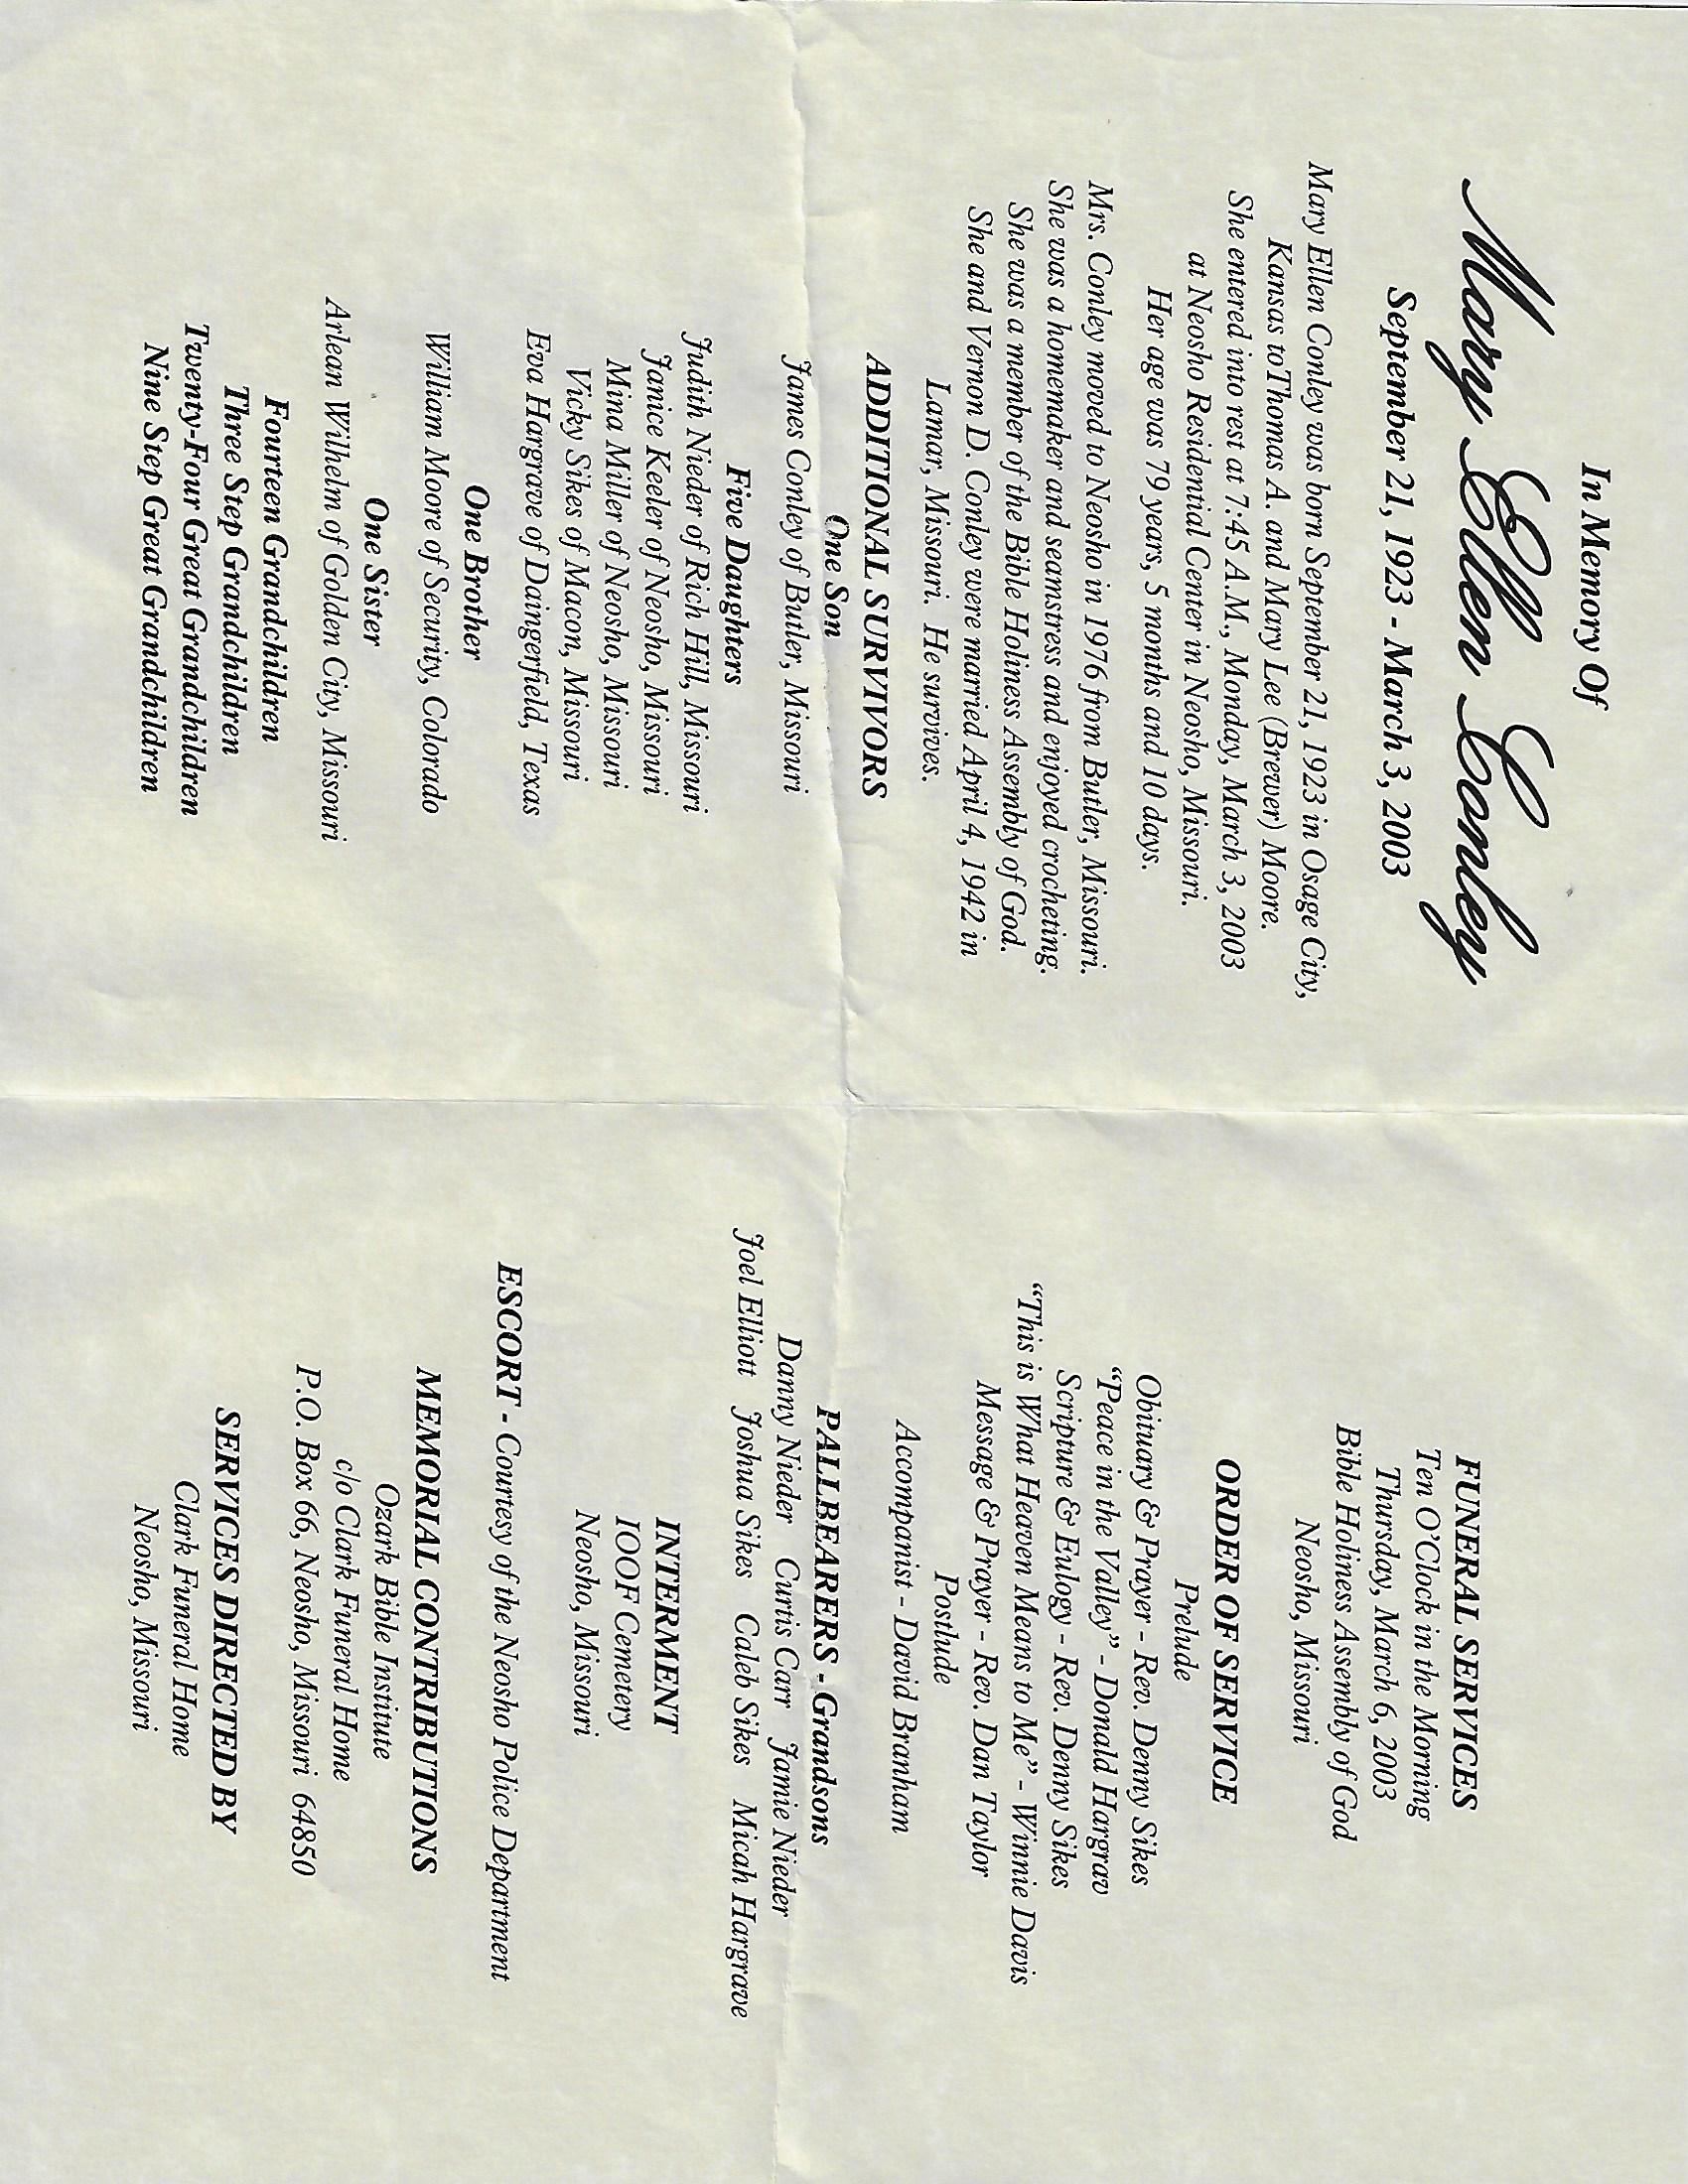 In Memory Of
Mary Ellen Conley
September 21, 1923 - March 3, 2003
Mary Ellen Conley was born September 21, 1923 in Osage City,
Kansas to Thomas A. and Mary Lee (Brewer) Moore.
She entered into rest at 7:45 A.M., Monday, March 3, 2003
at Neosho Residential Center in Neosho, Missouri.
Her age was 79 years, 5 months and 10 days.
Mrs. Conley moved to Neosho in 1976 from Butler, Missouri.
She was a homemaker and seamstress and enjoyed crocheting.
She was a member of the Bible Holiness Assembly of God.
She and Vernon D. Conley were married April 4, 1942 in
Lamar, Missouri. He survives.
ADDITIONAL SURVIVORS
One Son
James Conley of Butler, Missouri
Five Daughters
Judith Nieder of Rich Hill, Missouri
Janice Keeler of Neosho, Missouri
Mina Miller of Neosho, Missouri
Vicky Sikes of Macon, Missouri
Eva Hargrave of Daingerfield, Texas
One Brother
William Moore of Security, Colorado
One Sister
Arlean Wilhelm of Golden City, Missouri
Fourteen Grandchildren
Three Step Grandchildren
Twenty-Four Great Grandchildren
Nine Step Great Grandchildren
FUNERAL SERVICES
Ten O'Clock in the Morning
Thursday, March 6, 2003
Bible Holiness Assembly of God
Neosho, Missouri
ORDER OF SERVICE
Prelude
Obituary & Prayer - Rev. Denny Sikes
“Peace in the Valley” - Donald Hargrav
Scripture & Eulogy - Rev. Denny Sikes
“This is What Heaven Means to Me” - Winnie Davis
Message & Prayer - Rev. Dan Taylor
Postlude
Accompanist - David Branham
PALLBEARERS - Grandsons
Danny Nieder Curtis Carr Jamie Nieder
Joel Elliott Joshua Sikes Caleb Sikes Micah Hargrave
INTERMENT
IOOF Cemetery
Neosho, Missouri
ESCORT - Courtesy of the Neosho Police Department
MEMORIAL CONTRIBUTIONS
Ozark Bible Institute
c/o Clark Funeral Home
P.O. Box 66, Neosho, Missouri 64850
SERVICES DIRECTED BY
Clark Funeral Home
Neosho, Missouri